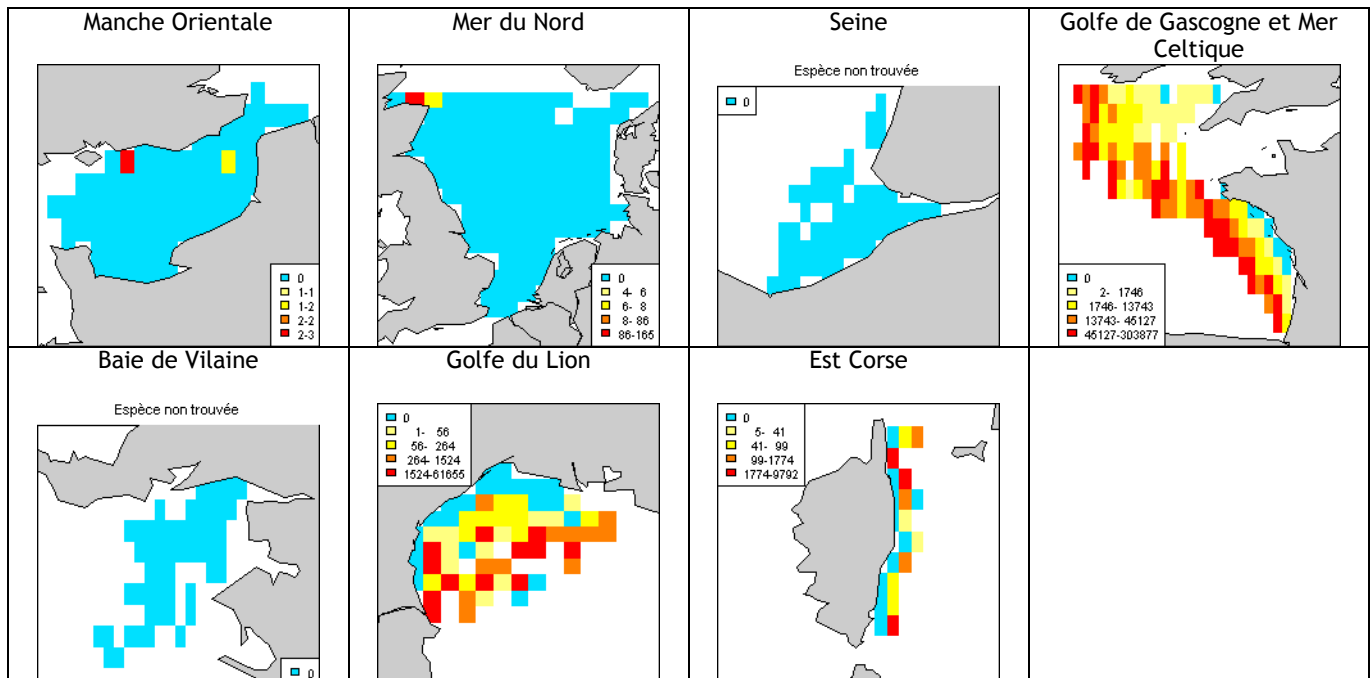 Manche Orientale
0
1-1
1-2
2-2
2-3
Mer du Nord
0
4- 6
6- 8
8- 86
86-165
Seine
Espèce non trouvée
0
Golfe de Gascogne et Mer
Celtique
0
2- 1746
1746- 13743
13743- 45127
45127-303877
Baie de Vilaine
Espèce non trouvée
0
Golfe du Lion
0
1- 56
56- 264
264- 1524
1524-61655
Est Corse
0
5- 41
41- 99
99-1774
1774-9792